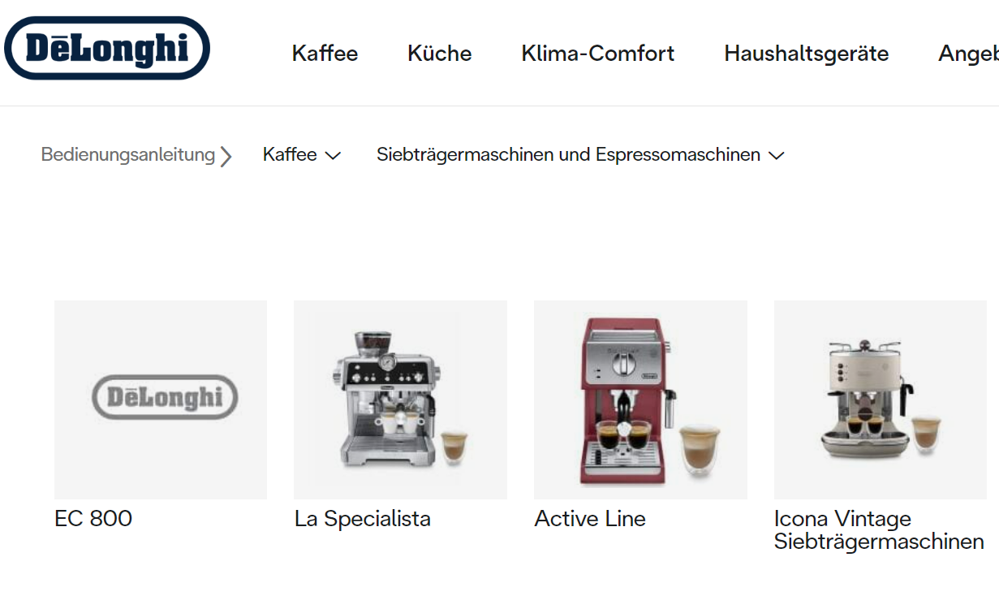 DēLonghi
Kaffee Küche Klima-Comfort Haushaltsgeräte Angeb
Bedienungsanleitung Kaffee Siebträgermaschinen und Espressomaschinen
DēLonghi
EC 800
La Specialista
Active Line
Icona Vintage
Siebträgermaschinen